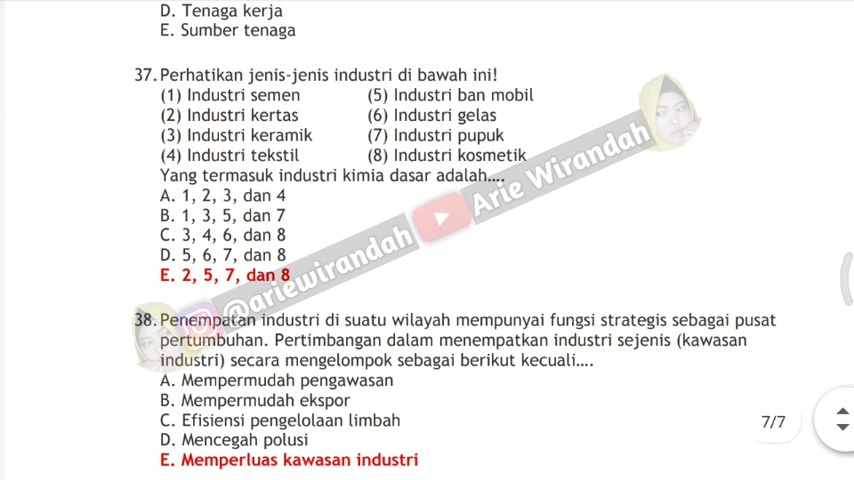 D. Tenaga kerja
E. Sumber tenaga
37. Perhatikan jenis-jenis industri di bawah ini!
(1) Industri semen (5) Industri ban mobil
(2) Industri kertas (6) Industri gelas
(3) Industri keramik (7) Industri pupuk
(4) Industri tekstil (8) Industri kosmetik
Yang termasuk industri kimia dasar adalah....
A. 1, 2, 3, dan 4
B. 1, 3, 5, dan 7
C. 3, 4, 6, dan 8
D. 5, 6, 7, dan 8
E. 2, 5, 7, dan 8
@ariewirandah Arie Wirandah
38. Penempatan industri di suatu wilayah mempunyai fungsi strategis sebagai pusat
pertumbuhan. Pertimbangan dalam menempatkan industri sejenis (kawasan
industri) secara mengelompok sebagai berikut kecuali....
A. Mempermudah pengawasan
B. Mempermudah ekspor
C. Efisiensi pengelolaan limbah
D. Mencegah polusi
E. Memperluas kawasan industri
7/7